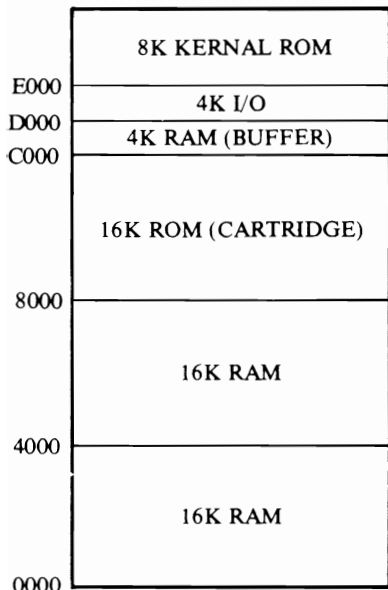 8K KERNAL ROM
E000
4K I/O
D000
4K RAM (BUFFER)
C000
16K ROM (CARTRIDGE)
8000
16K RAM
4000
16K RAM
0000